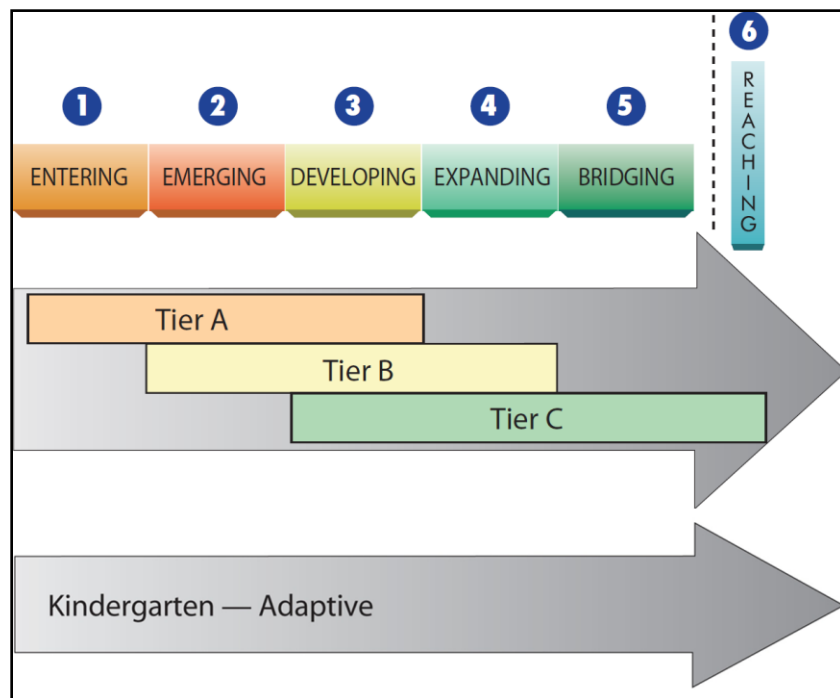 6
1 2 3 4 5
REACHING
ENTERING EMERGING DEVELOPING EXPANDING BRIDGING
Tier A
Tier B
Tier C
Kindergarten — Adaptive